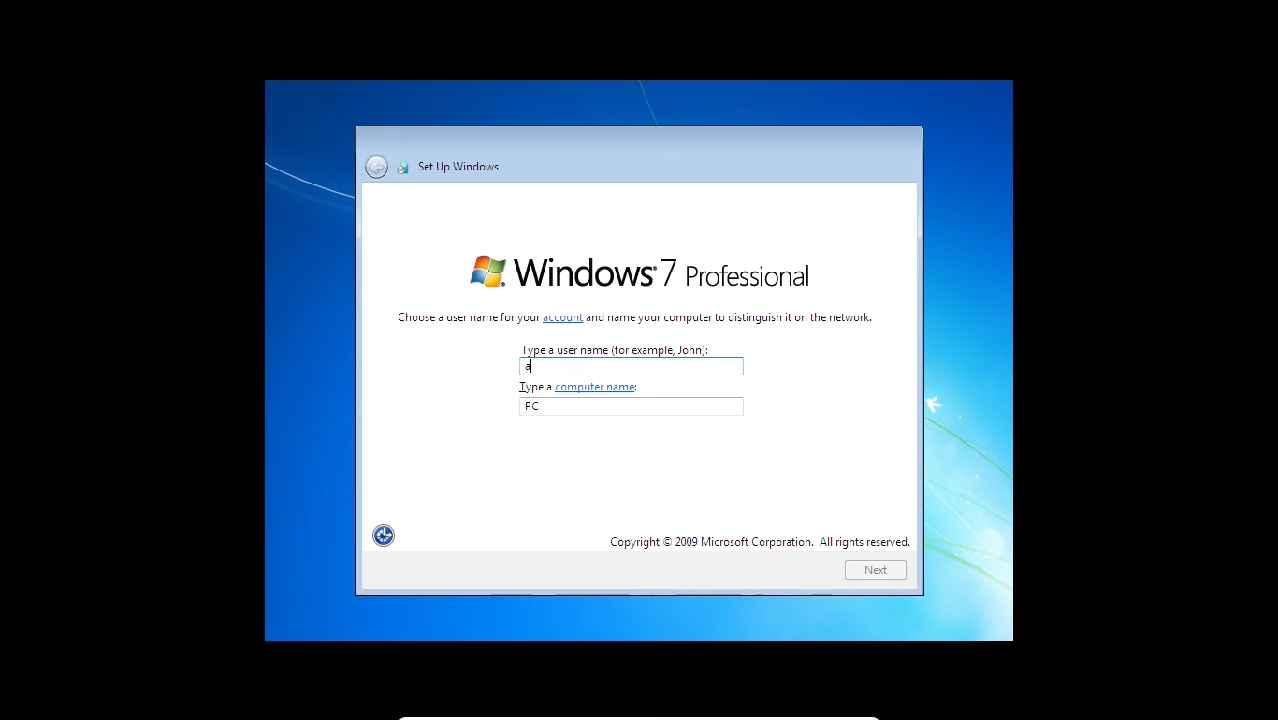 Set Up Windows
Windows 7 Professional
Choose a user name for your account and name your computer to distinguish it on the network.
Type a user name (for example, John):
a
Type a computer name:
PC
Copyright © 2009 Microsoft Corporation. All rights reserved.
Next